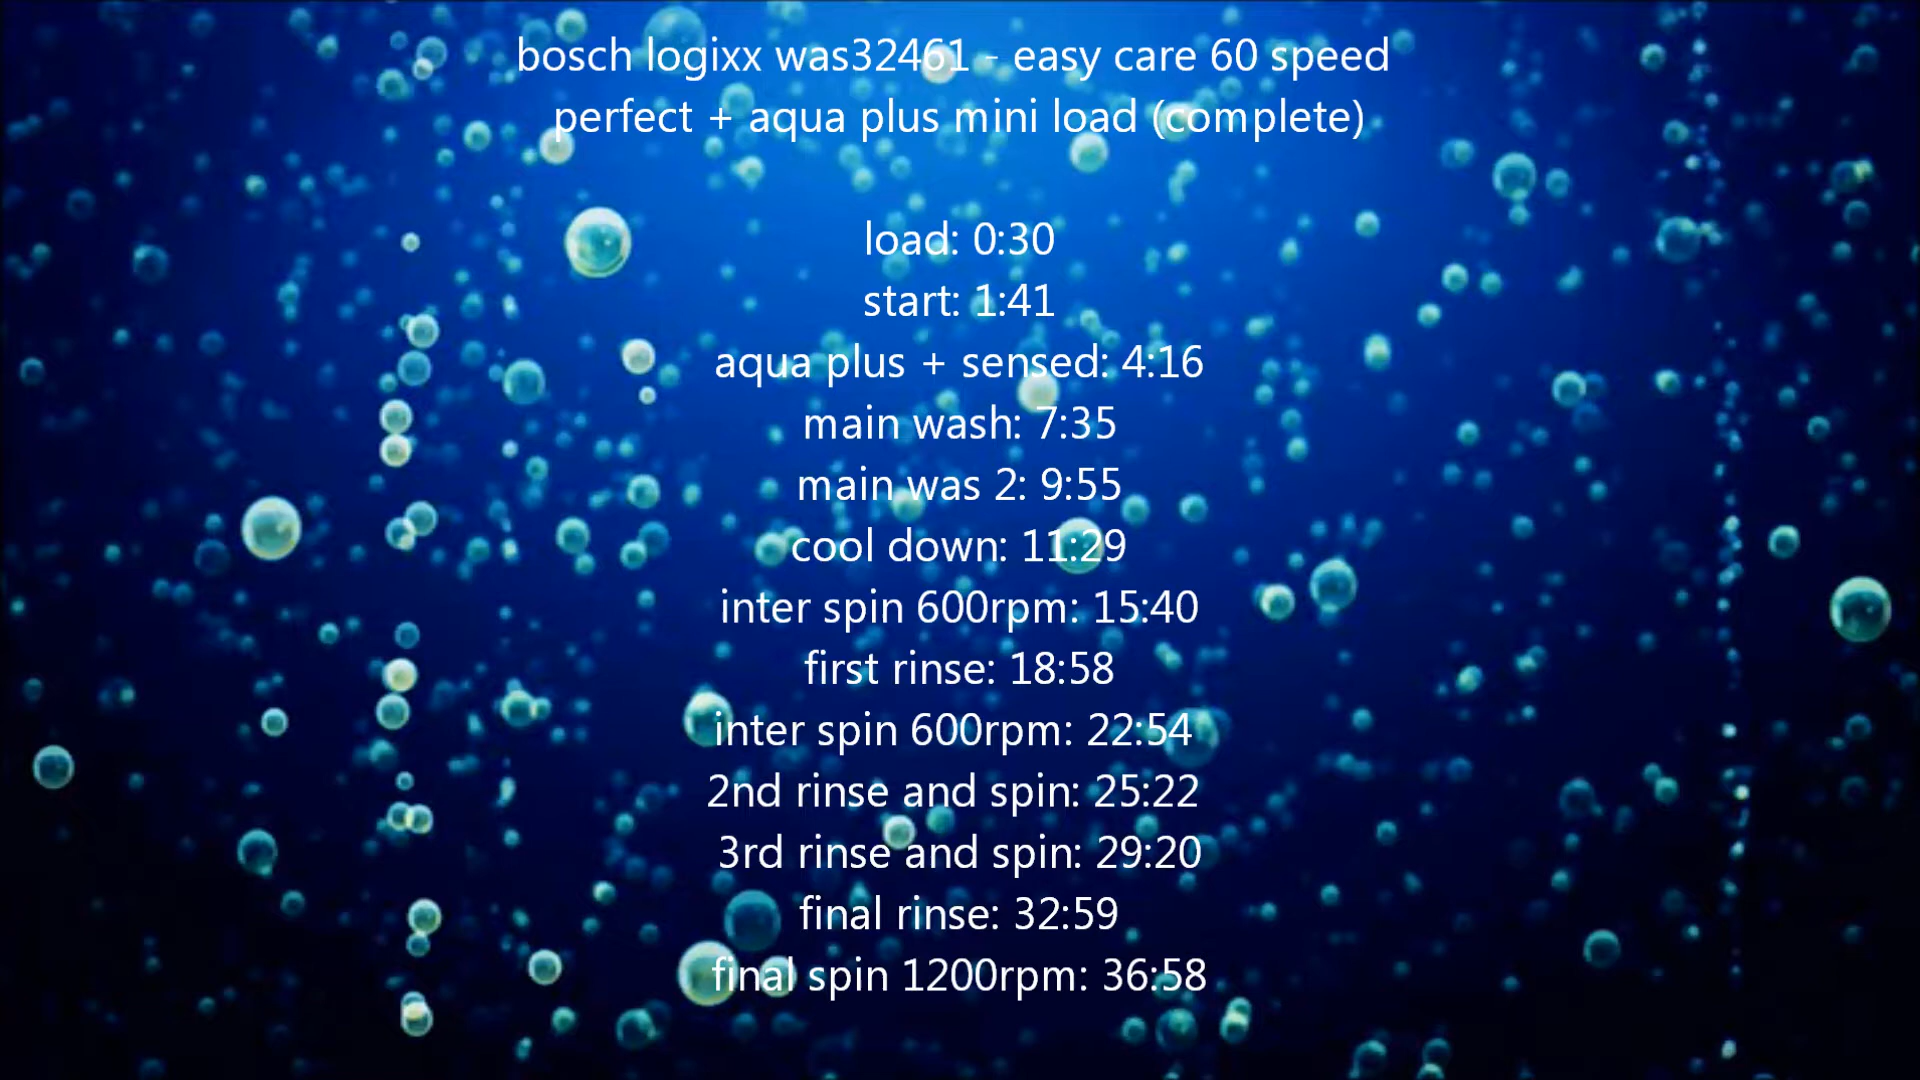 bosch logixx was32461 - easy care 60 speed
perfect + aqua plus mini load (complete)
load: 0:30
start: 1:41
aqua plus + sensed: 4:16
main wash: 7:35
main was 2: 9:55
cool down: 11:29
inter spin 600rpm: 15:40
first rinse: 18:58
inter spin 600rpm: 22:54
2nd rinse and spin: 25:22
3rd rinse and spin: 29:20
final rinse: 32:59
final spin 1200rpm: 36:58